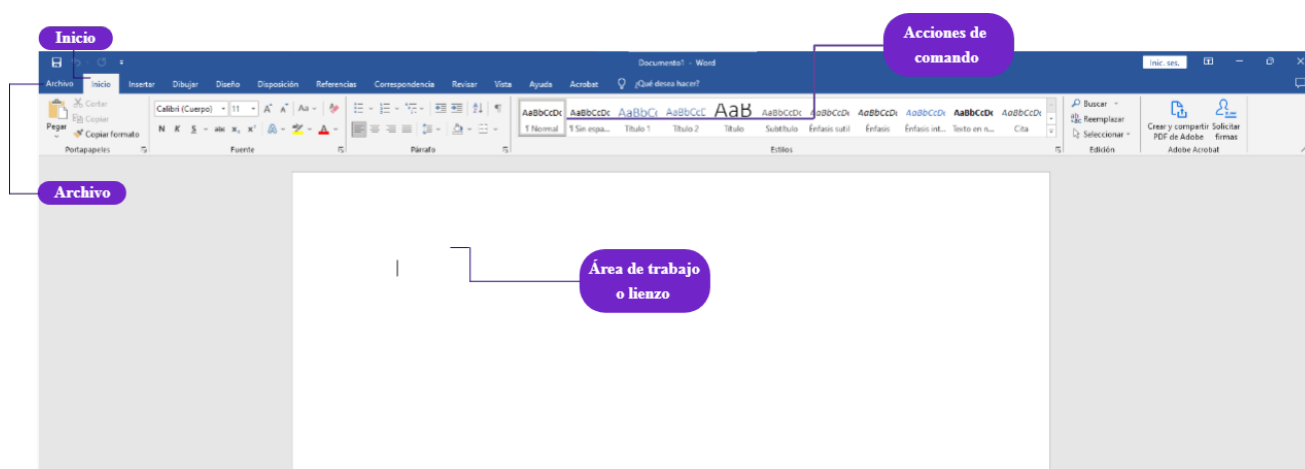 Inicio
Acciones de
comando
Documento1 - Word
Inic. ses.
Archivo Inicio Insertar Dibujar Diseño Disposición Referencias Correspondencia Revisar Vista Ayuda Acrobat ¿Qué desea hacer?
Pegar
Cortar
Copiar
Copiar formato
Portapapeles
Calibri (Cuerpo) 11 A A Aa
N K S abc x, x' A A
Fuente
Párrafo
AaBbCcDc AaBbCcDc AaBbCc AaBbCcC AaB AaBbCcDc AaBbCcDc AaBbCcDc AaBbCcDc AaBbCcDc AaBbCcDc
¶ Normal ¶ Sin espa... Título 1 Título 2 Título Subtítulo Énfasis sutil Énfasis Énfasis int... Texto en n... Cita
Estilos
Buscar
Reemplazar
Seleccionar
Edición
Crear y compartir
PDF de Adobe
Solicitar
firmas
Adobe Acrobat
Archivo
Área de trabajo
o lienzo